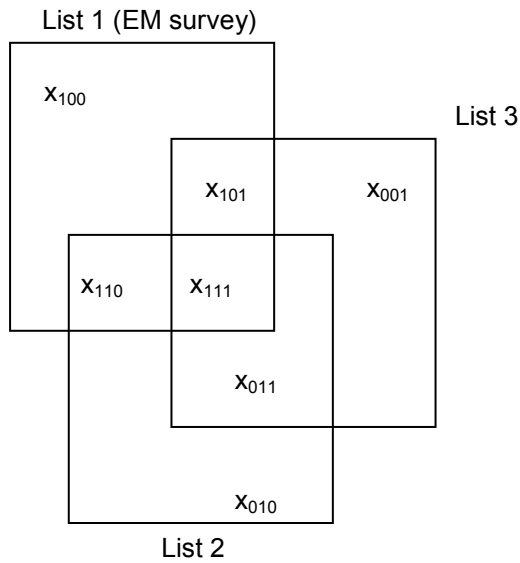 List 1 (EM survey)
x₁₀₀
List 3
x₁₀₁
x₀₀₁
x₁₁₀
x₁₁₁
x₀₁₁
x₀₁₀
List 2